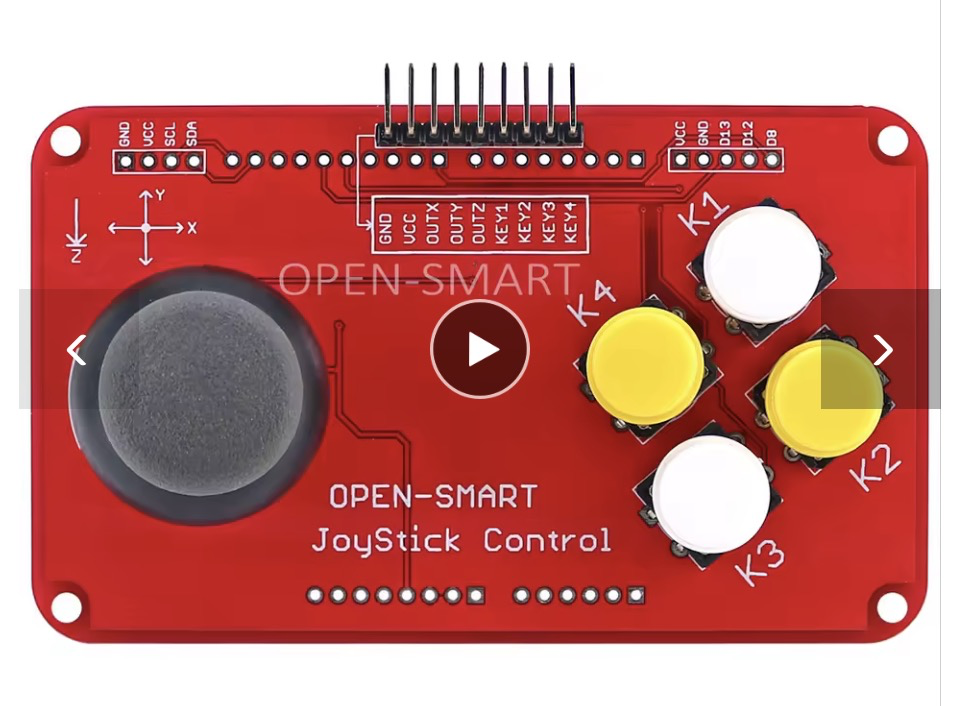 GND
VCC
SCL
SDA
VCC
GND
D13
D12
D8
Y
X
Z
GND
VCC
OUTX
OUTY
OUTZ
KEY1
KEY2
KEY3
KEY4
K1
OPEN-SMART
K4
K2
OPEN-SMART
JoyStick Control
K3